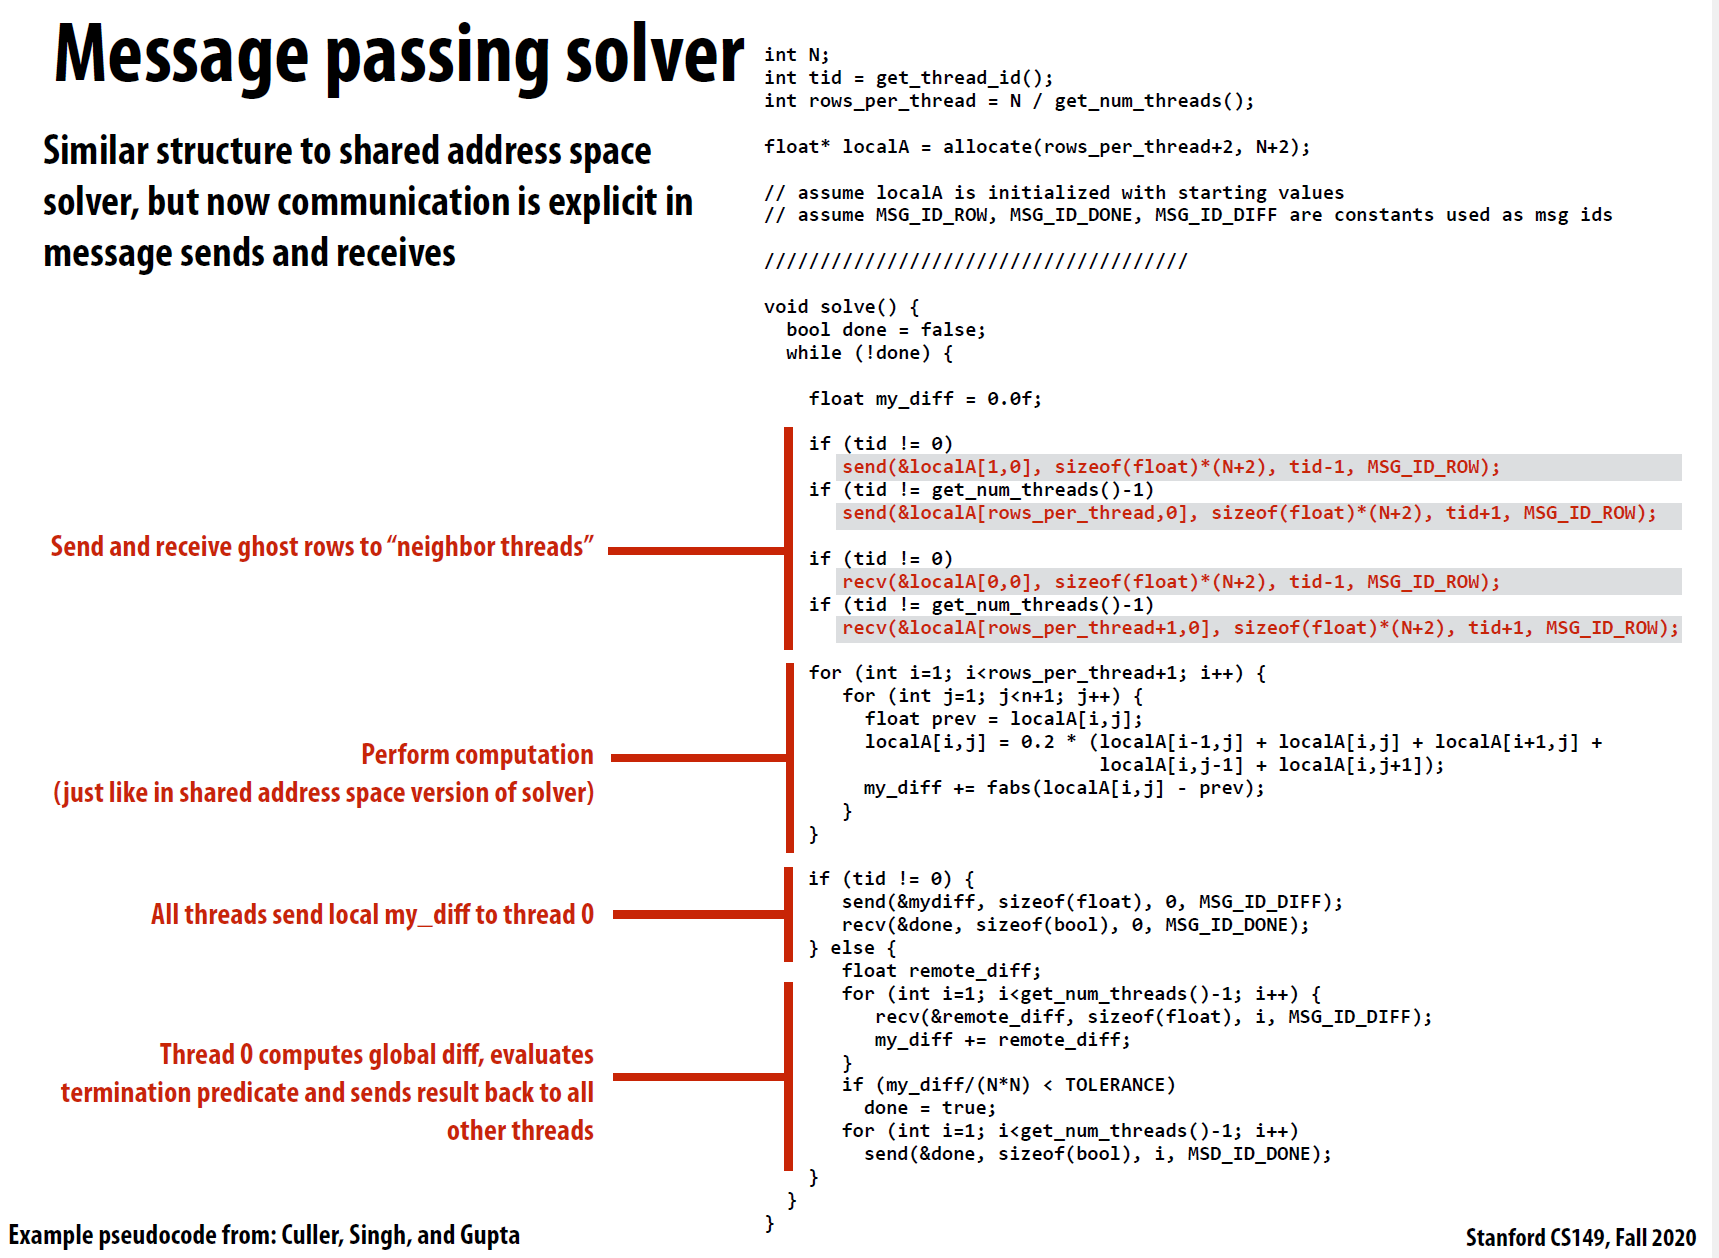 Message passing solver
Similar structure to shared address space
solver, but now communication is explicit in
message sends and receives
int N;
int tid = get_thread_id();
int rows_per_thread = N / get_num_threads();
float* localA = allocate(rows_per_thread+2, N+2);
// assume localA is initialized with starting values
// assume MSG_ID_ROW, MSG_ID_DONE, MSG_ID_DIFF are constants used as msg ids
//////////////////////////////////////
void solve() {
bool done = false;
while (!done) {
float my_diff = 0.0f;
Send and receive ghost rows to “neighbor threads”
if (tid != 0)
send(&localA[1,0], sizeof(float)*(N+2), tid-1, MSG_ID_ROW);
if (tid != get_num_threads()-1)
send(&localA[rows_per_thread,0], sizeof(float)*(N+2), tid+1, MSG_ID_ROW);
if (tid != 0)
recv(&localA[0,0], sizeof(float)*(N+2), tid-1, MSG_ID_ROW);
if (tid != get_num_threads()-1)
recv(&localA[rows_per_thread+1,0], sizeof(float)*(N+2), tid+1, MSG_ID_ROW);
Perform computation
(just like in shared address space version of solver)
for (int i=1; i<rows_per_thread+1; i++) {
for (int j=1; j<n+1; j++) {
float prev = localA[i,j];
localA[i,j] = 0.2 * (localA[i-1,j] + localA[i,j] + localA[i+1,j] +
localA[i,j-1] + localA[i,j+1]);
my_diff += fabs(localA[i,j] - prev);
}
}
All threads send local my_diff to thread 0
if (tid != 0) {
send(&mydiff, sizeof(float), 0, MSG_ID_DIFF);
recv(&done, sizeof(bool), 0, MSG_ID_DONE);
} else {
Thread 0 computes global diff, evaluates
termination predicate and sends result back to all
other threads
float remote_diff;
for (int i=1; i<get_num_threads()-1; i++) {
recv(&remote_diff, sizeof(float), i, MSG_ID_DIFF);
my_diff += remote_diff;
}
if (my_diff/(N*N) < TOLERANCE)
done = true;
for (int i=1; i<get_num_threads()-1; i++)
send(&done, sizeof(bool), i, MSD_ID_DONE);
}
}
}
Example pseudocode from: Culler, Singh, and Gupta
Stanford CS149, Fall 2020